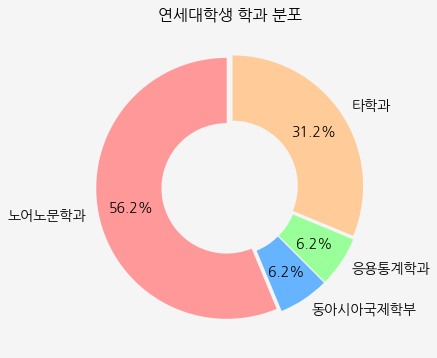 연세대학생 학과 분포
타학과
31.2%
노어노문학과
56.2%
6.2%
응용통계학과
6.2%
동아시아국제학부